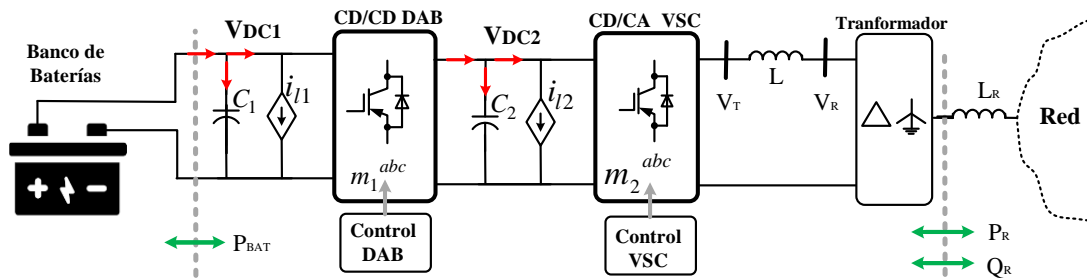 Banco de
Baterías
VDC1
C1
il1
PBAT
CD/CD DAB
m1abc
Control
DAB
VDC2
C2
il2
CD/CA VSC
m2abc
Control
VSC
VT
L
VR
Tranformador
LR
Red
PR
QR